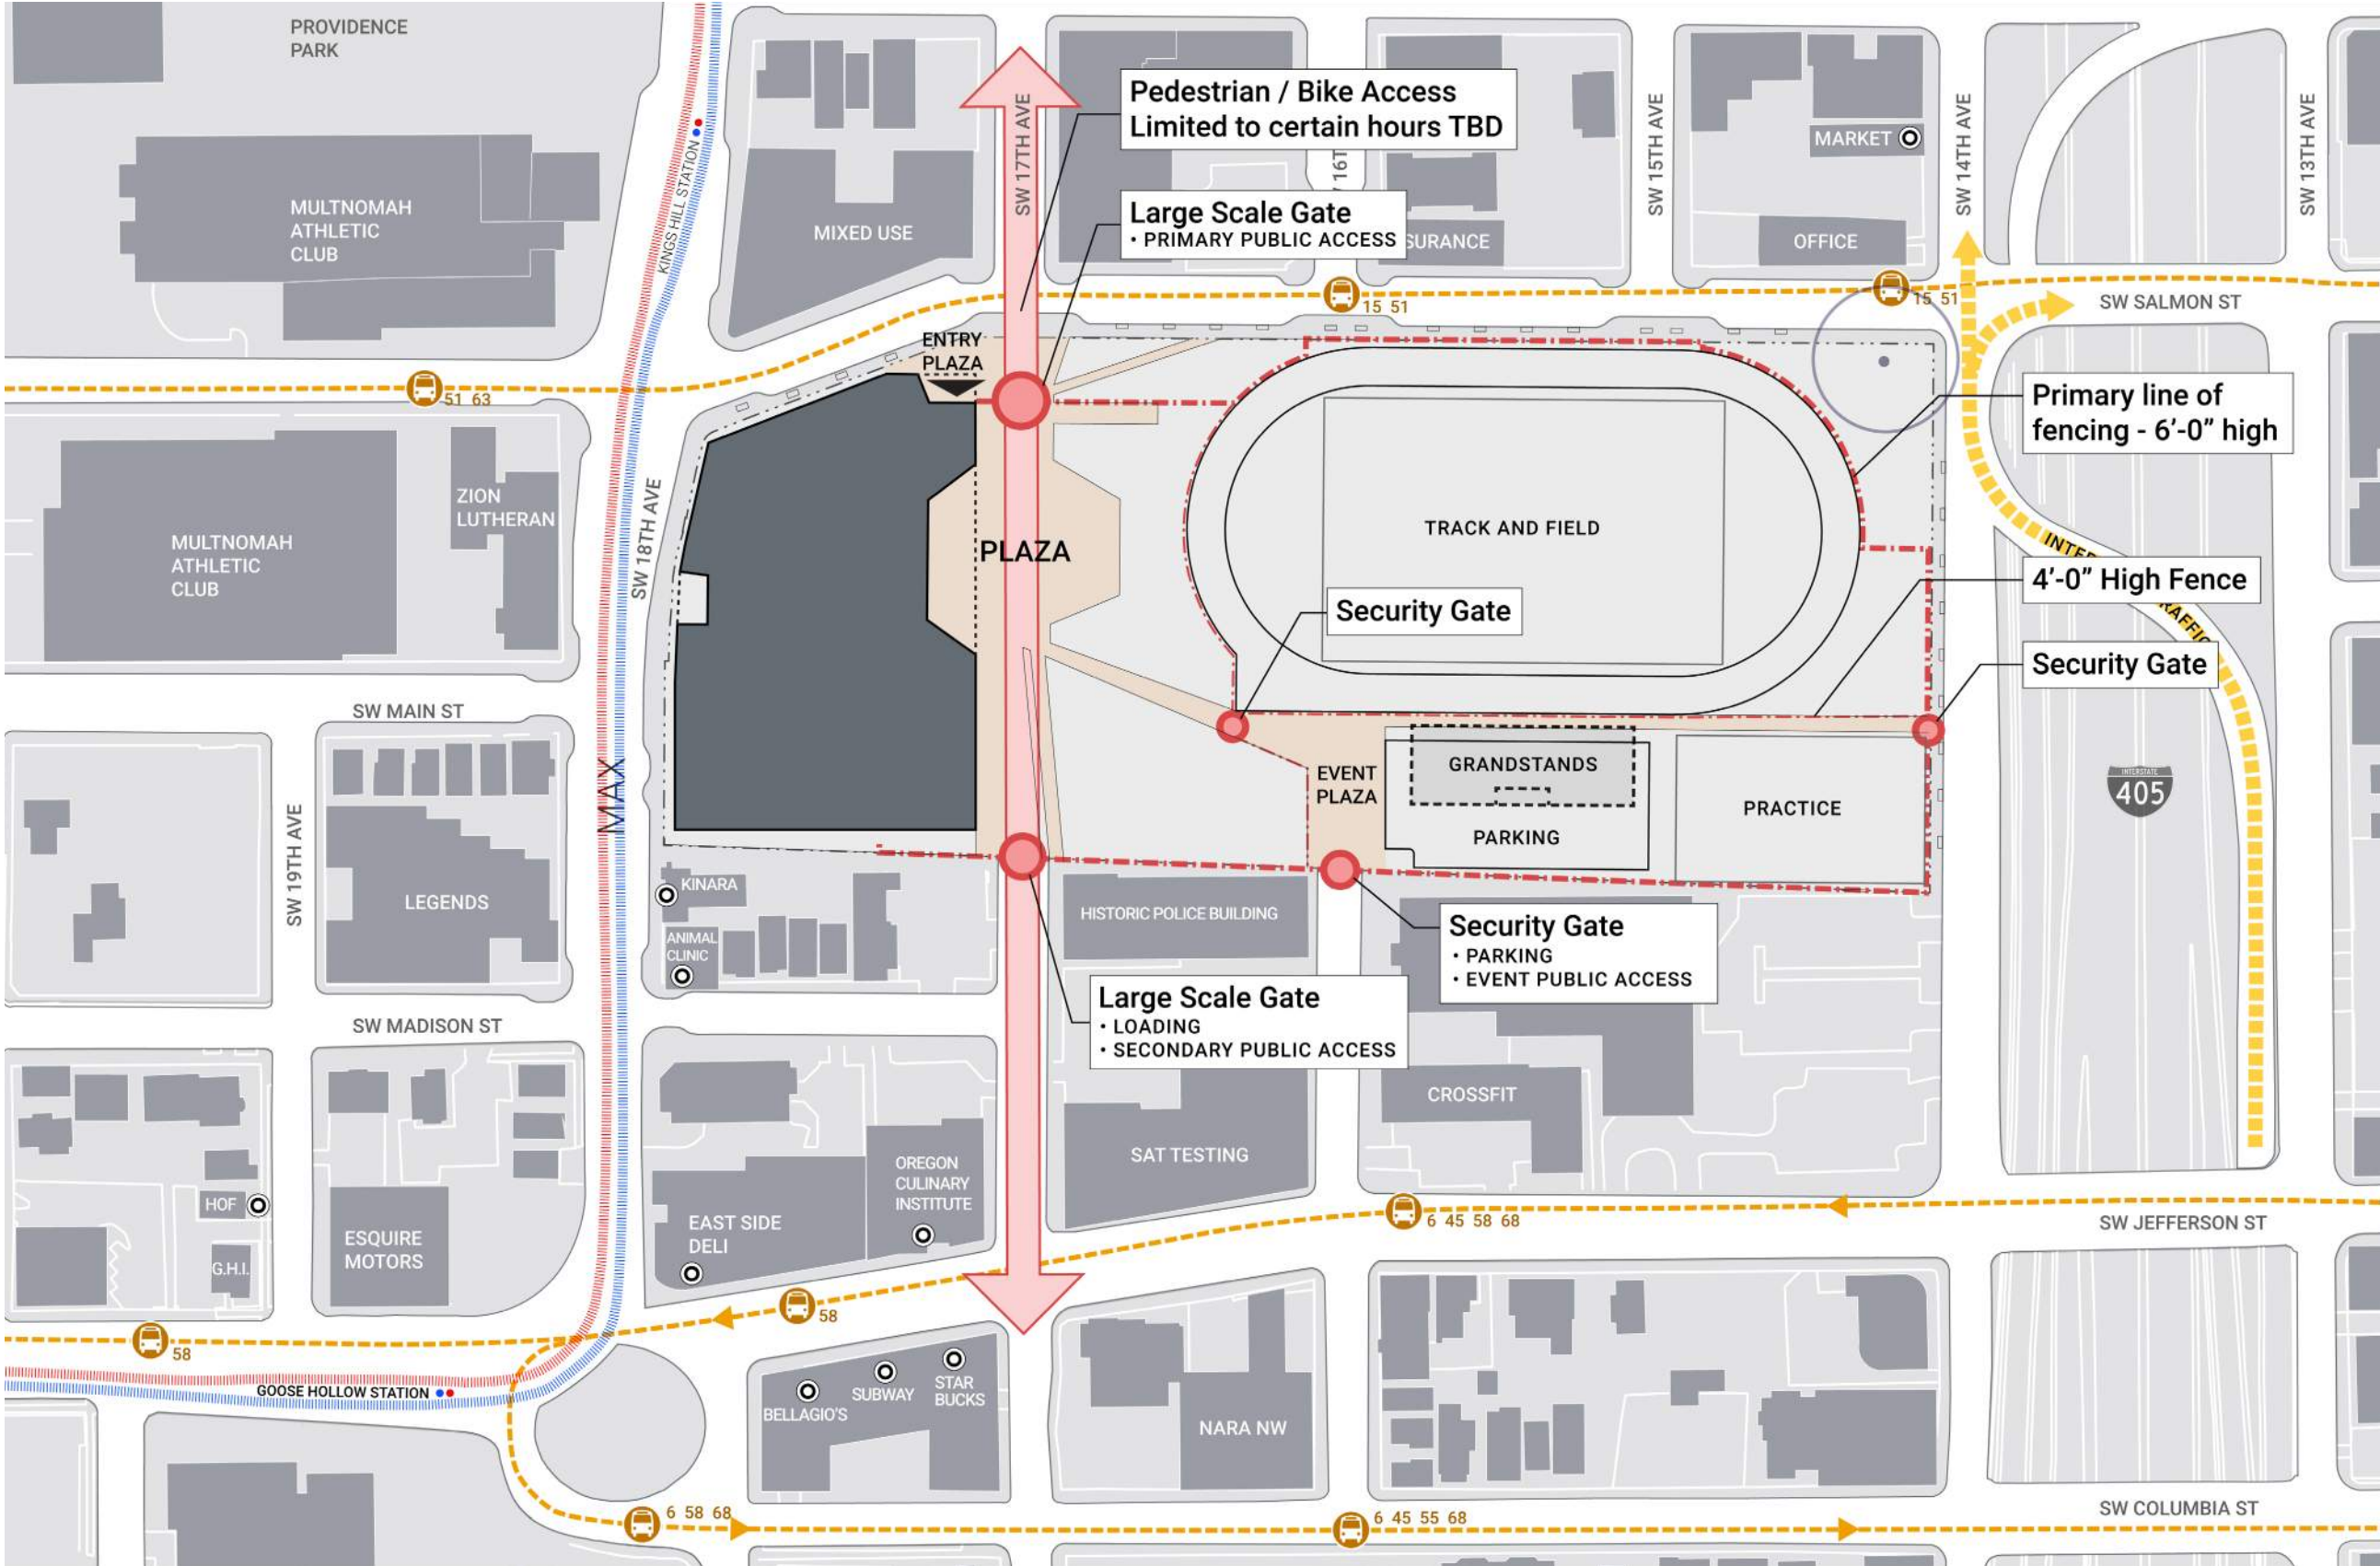 PROVIDENCE
PARK
MULTNOMAH
ATHLETIC
CLUB
KINGS HILL STATION
MIXED USE
SW 17TH AVE
Pedestrian / Bike Access
Limited to certain hours TBD
Large Scale Gate
• PRIMARY PUBLIC ACCESS
16T
SURANCE
SW 15TH AVE
MARKET
OFFICE
SW 14TH AVE
SW 13TH AVE
15 51
15 51
SW SALMON ST
51 63
ENTRY
PLAZA
Primary line of
fencing - 6'-0" high
MULTNOMAH
ATHLETIC
CLUB
ZION
LUTHERAN
SW 18TH AVE
PLAZA
TRACK AND FIELD
Security Gate
INTE
RAFFIC
4'-0" High Fence
Security Gate
SW MAIN ST
SW 19TH AVE
MAX
LEGENDS
KINARA
ANIMAL
CLINIC
EVENT
PLAZA
GRANDSTANDS
PARKING
PRACTICE
INTERSTATE
405
HISTORIC POLICE BUILDING
Security Gate
• PARKING
• EVENT PUBLIC ACCESS
Large Scale Gate
• LOADING
• SECONDARY PUBLIC ACCESS
SW MADISON ST
CROSSFIT
SAT TESTING
OREGON
CULINARY
INSTITUTE
EAST SIDE
DELI
HOF
G.H.I.
ESQUIRE
MOTORS
6 45 58 68
SW JEFFERSON ST
58
58
GOOSE HOLLOW STATION
BELLAGIO'S
SUBWAY
STAR
BUCKS
NARA NW
6 58 68
6 45 55 68
SW COLUMBIA ST